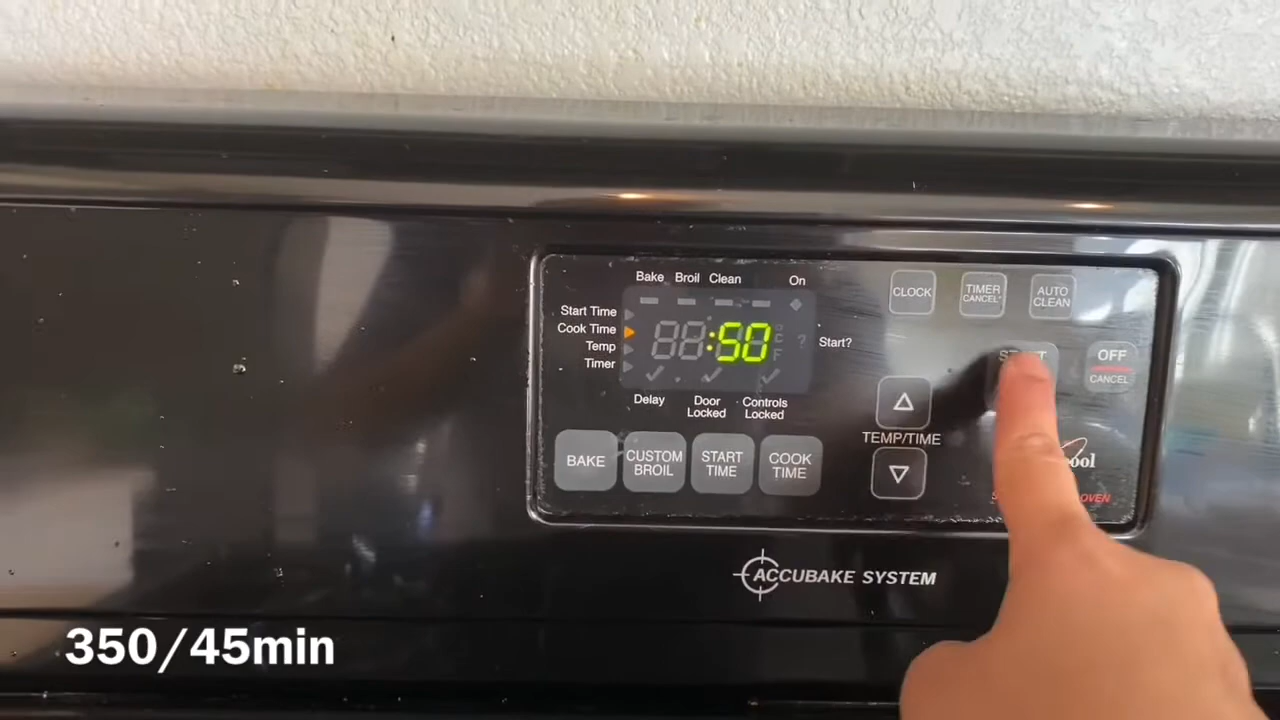 Bake Broil Clean On
Start Time
Cook Time
Temp
Timer
:50
Start?
Delay
Door
Locked
Controls
Locked
BAKE
CUSTOM
BROIL
START
TIME
COOK
TIME
CLOCK
TIMER
CANCEL*
AUTO
CLEAN
OFF
CANCEL
TEMP/TIME
OVEN
ACCUBAKE SYSTEM
350/45min